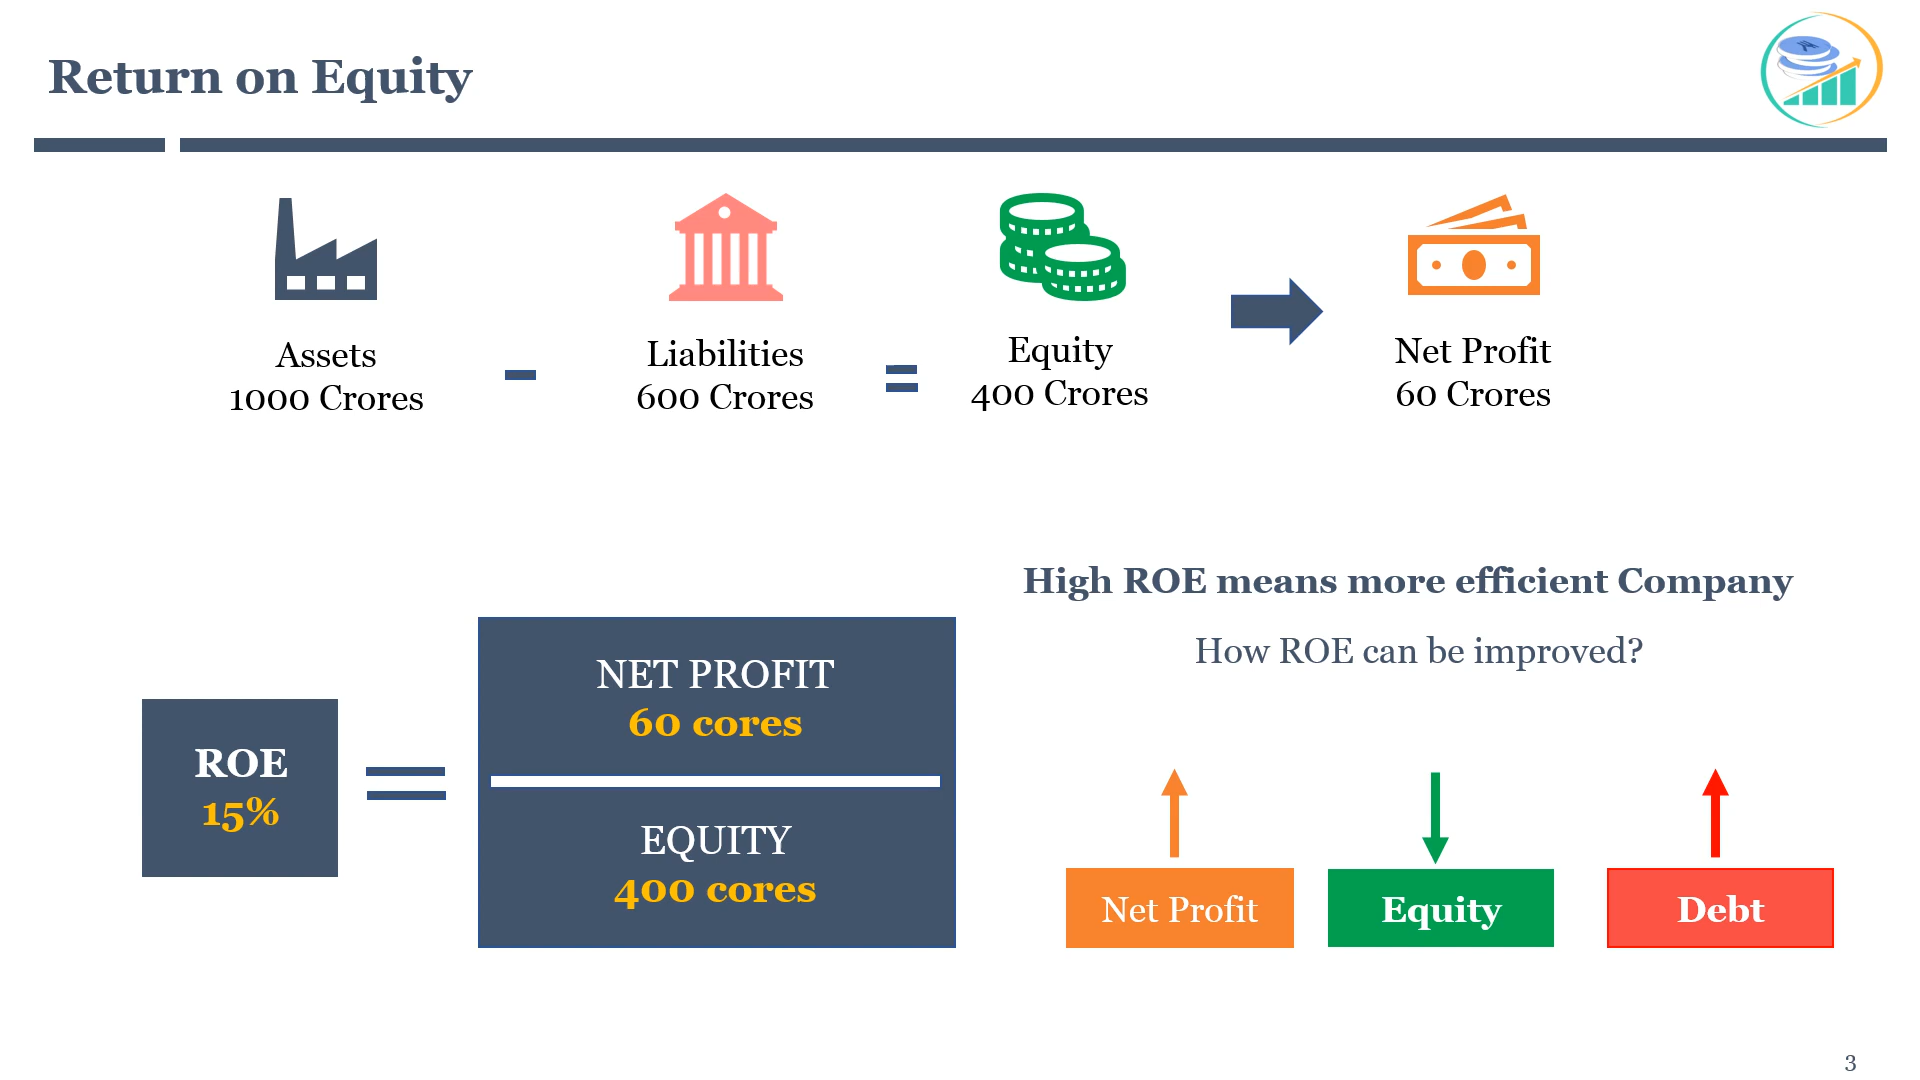 Return on Equity
Assets
1000 Crores
-
Liabilities
600 Crores
=
Equity
400 Crores
Net Profit
60 Crores
High ROE means more efficient Company
How ROE can be improved?
ROE
15%
=
NET PROFIT
60 cores
EQUITY
400 cores
Net Profit
Equity
Debt
3